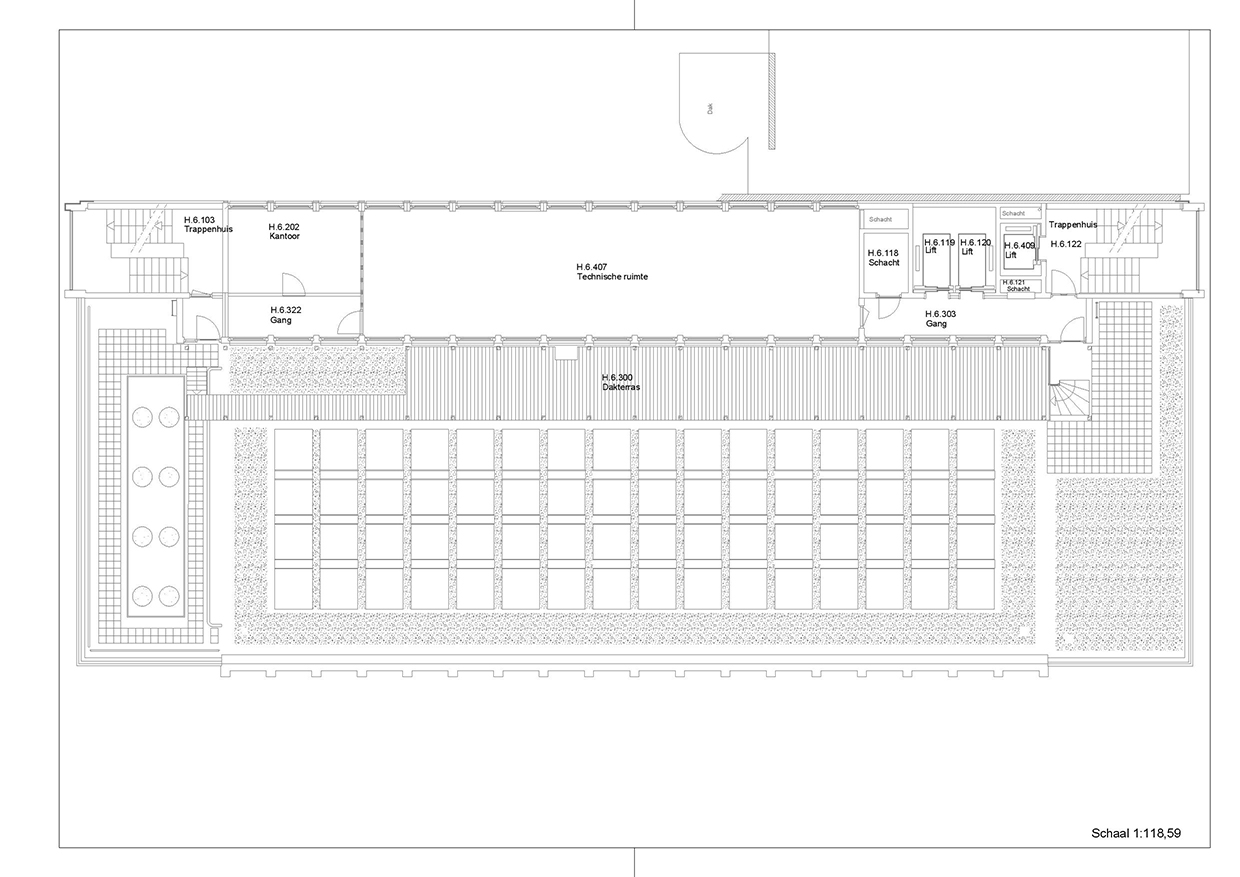 Dak
H.6.103
Trappenhuis
H.6.202
Kantoor
H.6.322
Gang
H.6.407
Technische ruimte
Schacht
H.6.118
Schacht
H.6.119
Lift
H.6.120
Lift
Schacht
H.6.409
Lift
H.6.121
Schacht
Trappenhuis
H.6.122
H.6.303
Gang
H.6.300
Dakterras
Schaal 1:118,59